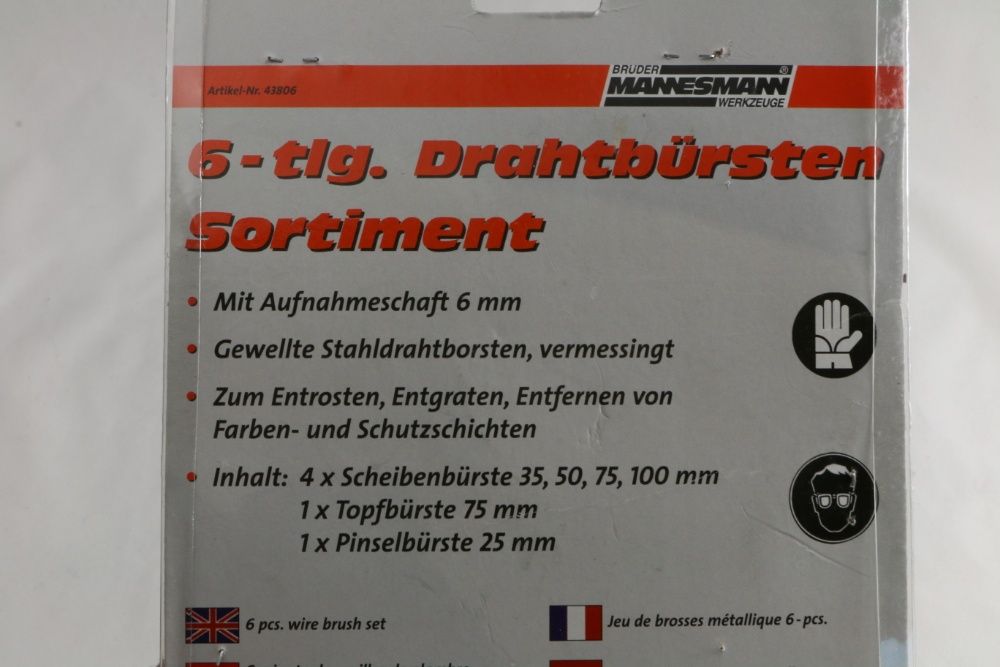 Artikel-Nr. 43806
BRÜDER
MANNESMANN
WERKZEUGE
6-tlg. Drahtbürsten
Sortiment
• Mit Aufnahmeschaft 6 mm
• Gewellte Stahldrahtborsten, vermessingt
• Zum Entrosten, Entgraten, Entfernen von
Farben- und Schutzschichten
• Inhalt: 4 x Scheibenbürste 35, 50, 75, 100 mm
1 x Topfbürste 75 mm
1 x Pinselbürste 25 mm
6 pcs. wire brush set
Jeu de brosses métallique 6-pcs.